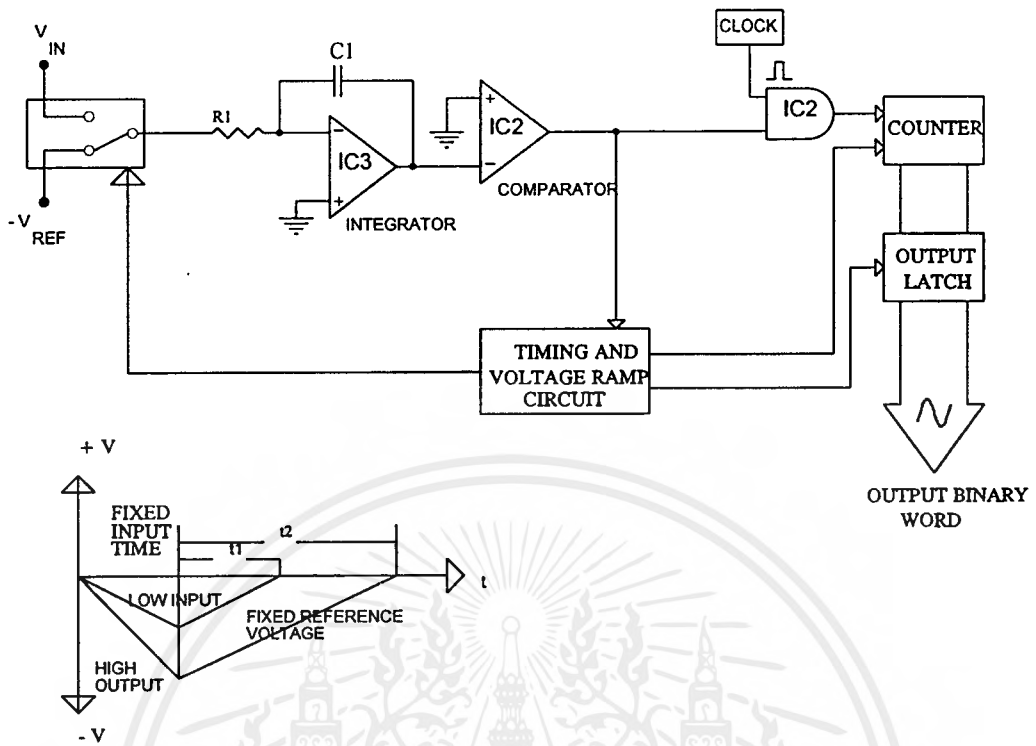 V
IN
-V
REF
R1
C1
IC3
INTEGRATOR
IC2
COMPARATOR
CLOCK
IC2
COUNTER
OUTPUT
LATCH
TIMING AND
VOLTAGE RAMP
CIRCUIT
OUTPUT BINARY
WORD
+ V
FIXED
INPUT
TIME
t1
t2
t
LOW INPUT
FIXED REFERENCE
VOLTAGE
HIGH
OUTPUT
- V